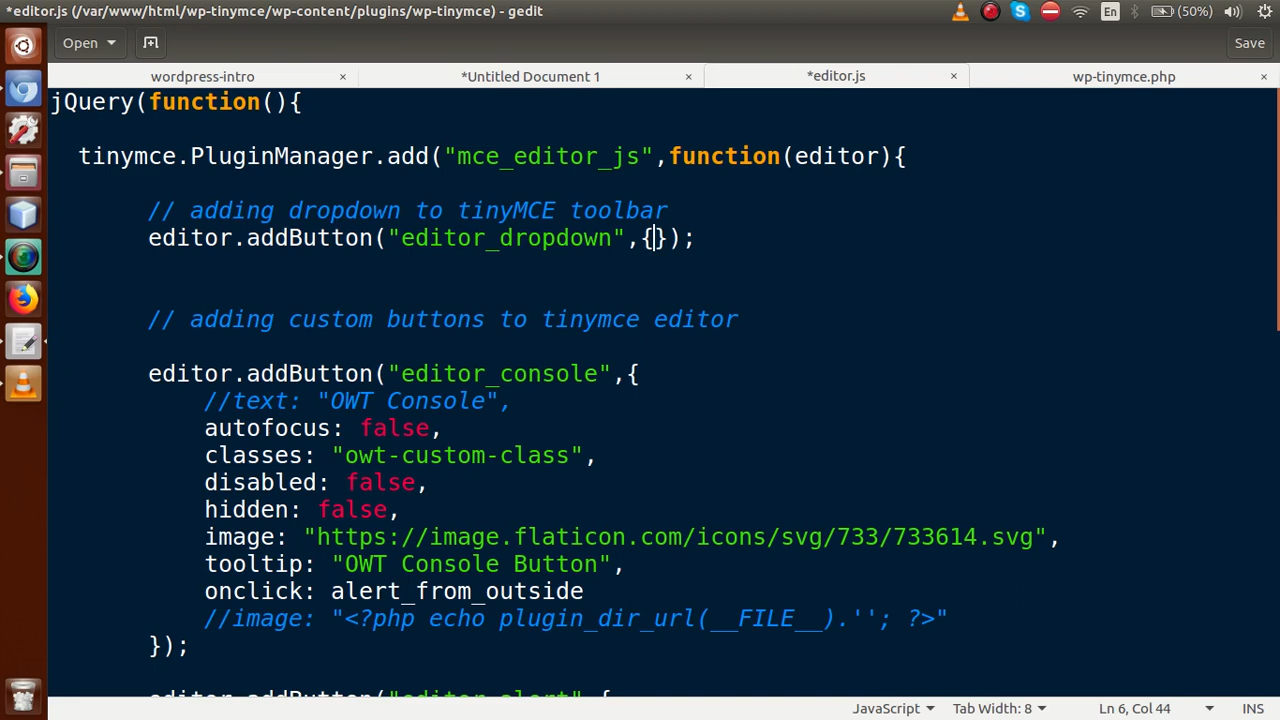 *editor.js (/var/www/html/wp-tinymce/wp-content/plugins/wp-tinymce) - gedit
En
(50%)
Open
Save
wordpress-intro
*Untitled Document 1
*editor.js
wp-tinymce.php
jQuery(function(){
tinymce.PluginManager.add("mce_editor_js",function(editor){
// adding dropdown to tinyMCE toolbar
editor.addButton("editor_dropdown",{});
// adding custom buttons to tinymce editor
editor.addButton("editor_console",{
//text: "OWT Console",
autofocus: false,
classes: "owt-custom-class",
disabled: false,
hidden: false,
image: "https://image.flaticon.com/icons/svg/733/733614.svg",
tooltip: "OWT Console Button",
onclick: alert_from_outside
//image: "<?php echo plugin_dir_url(__FILE__).''; ?>"
});
editor.addButton("editor_alert",{
JavaScript
Tab Width: 8
Ln 6, Col 44
INS